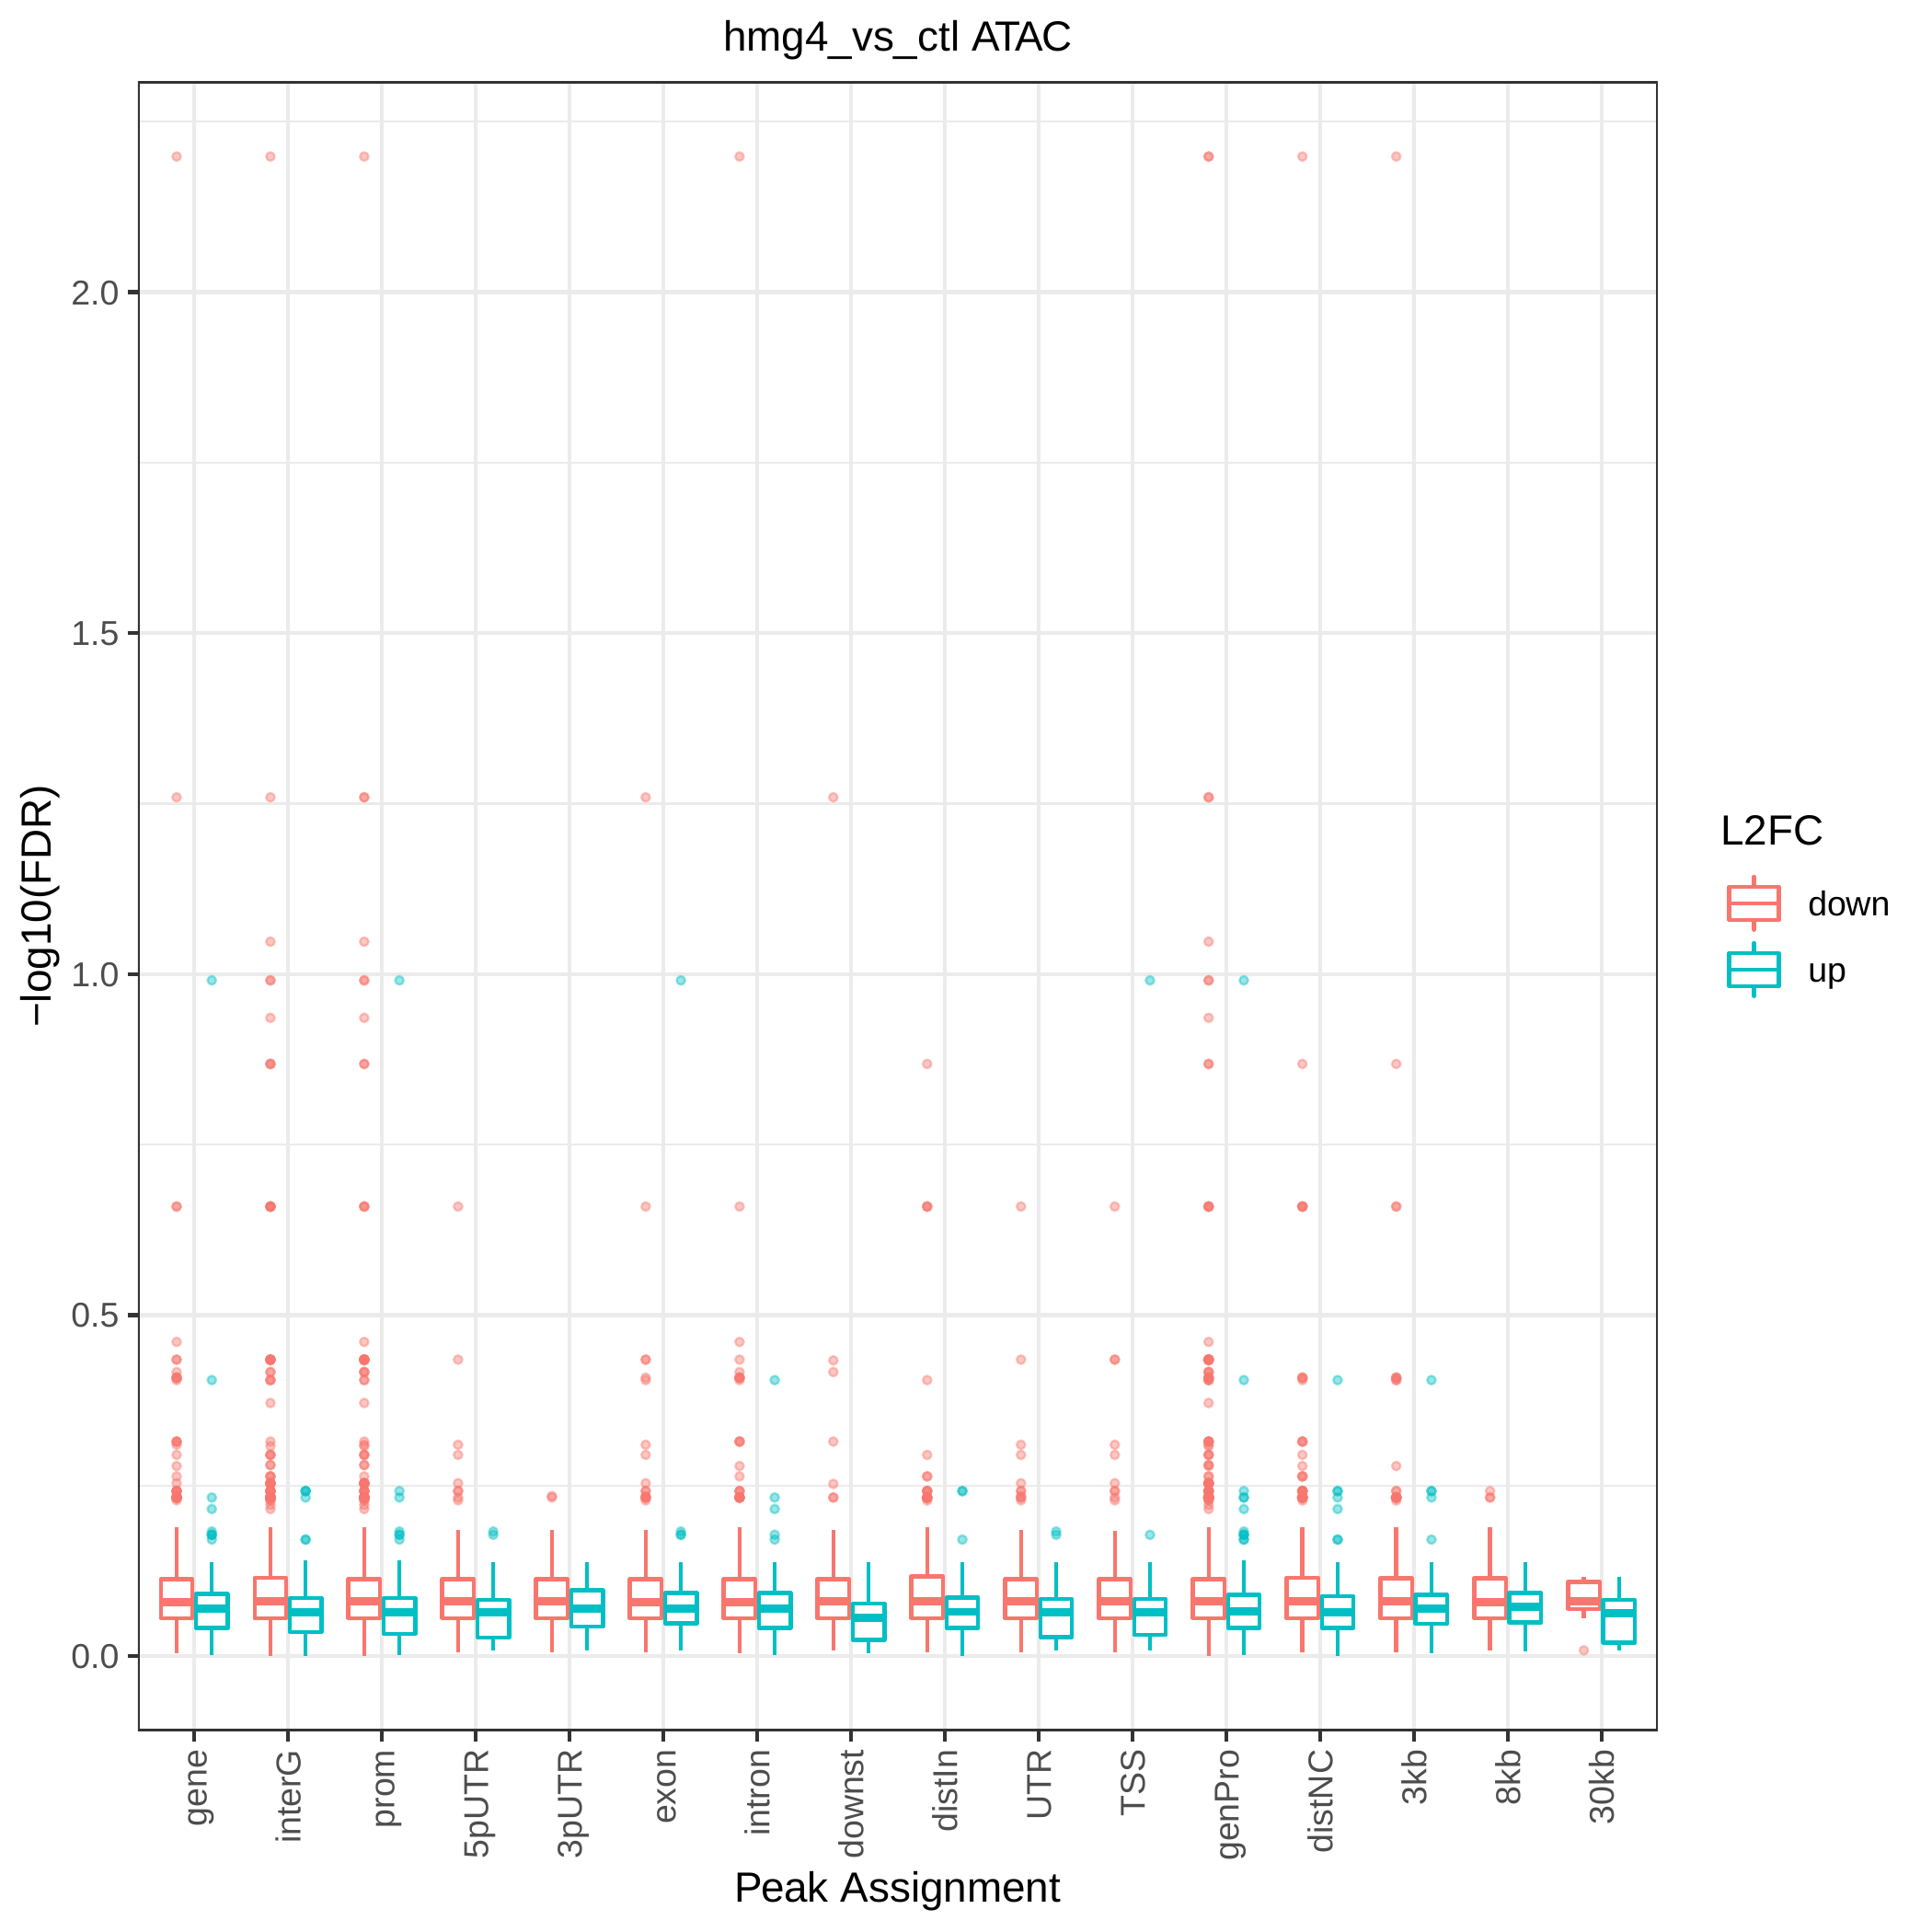 hmg4_vs_ctl ATAC
−log10(FDR)
2.0
1.5
1.0
0.5
0.0
gene
interG
prom
5pUTR
3pUTR
exon
intron
downst
distIn
UTR
TSS
genPro
distNC
3kb
8kb
30kb
Peak Assignment
L2FC
down
up